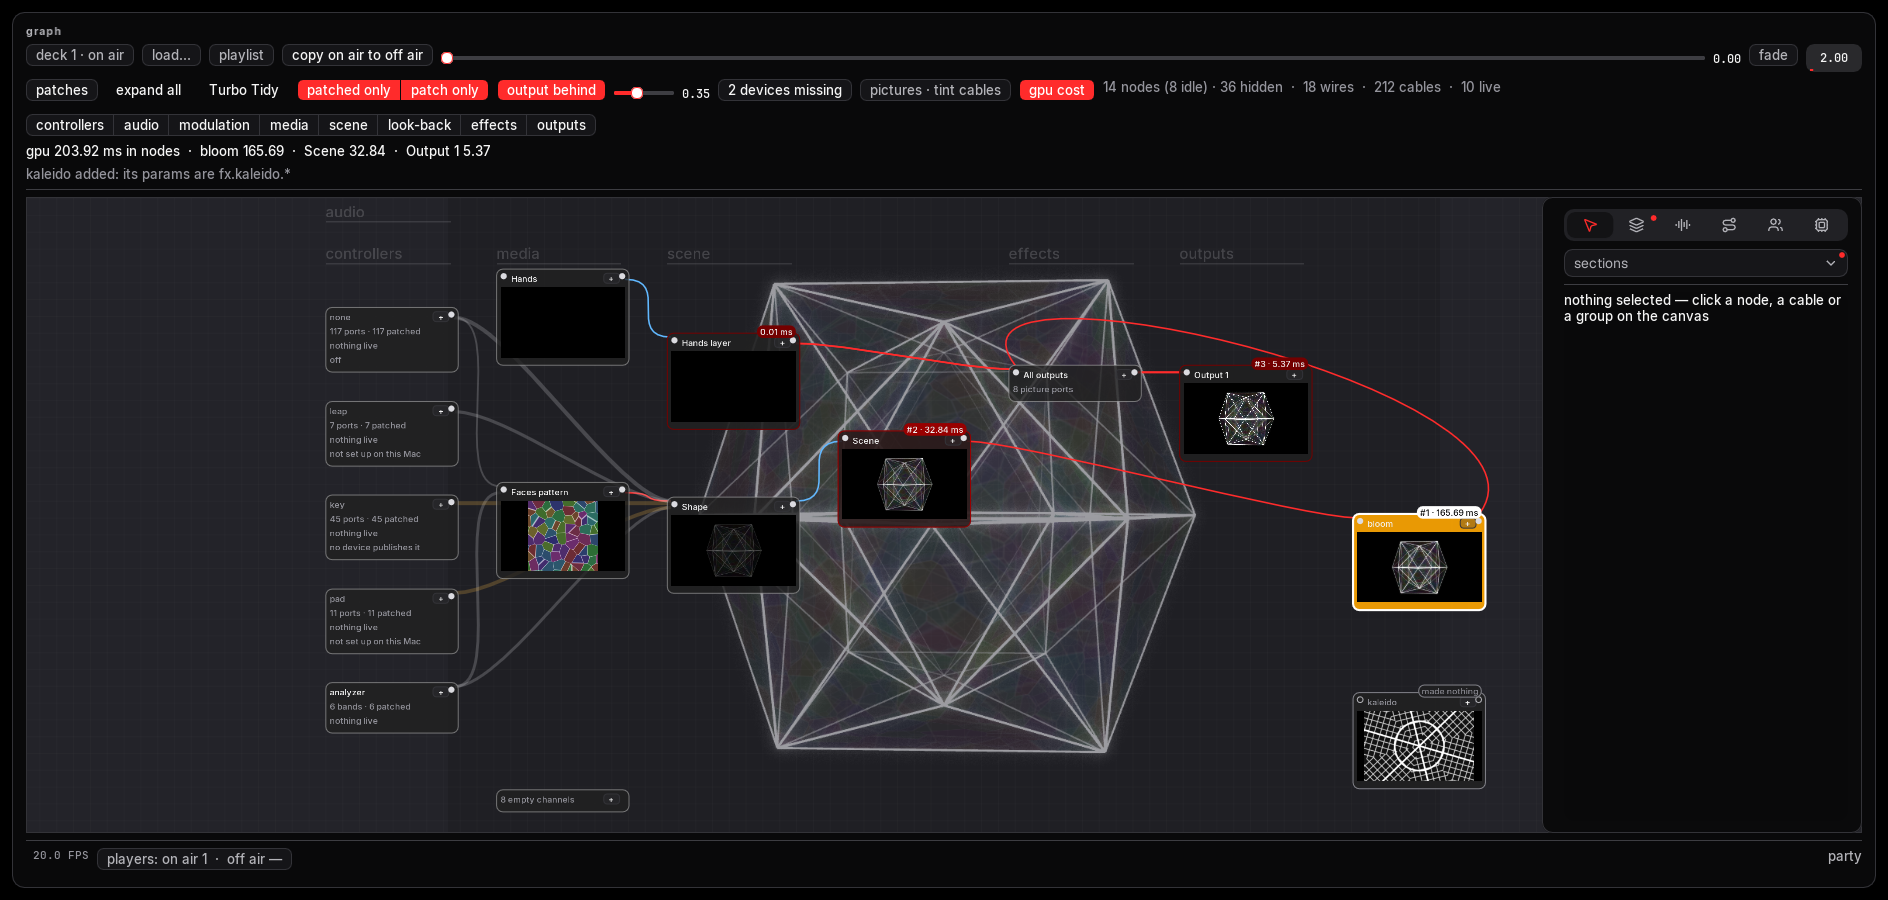 graph
deck 1 · on air load... playlist copy on air to off air 0.00 fade 2.00
patches expand all Turbo Tidy patched only patch only output behind 0.35 2 devices missing pictures · tint cables gpu cost 14 nodes (8 idle) · 36 hidden · 18 wires · 212 cables · 10 live
controllers audio modulation media scene look-back effects outputs
gpu 203.92 ms in nodes · bloom 165.69 · Scene 32.84 · Output 1 5.37
kaleido added: its params are fx.kaleido.*
audio
controllers media scene effects outputs
sections
nothing selected — click a node, a cable or
a group on the canvas
Hands +
none +
117 ports · 117 patched
nothing live
off
0.01 ms
Hands layer +
All outputs +
8 picture ports
#3 · 5.37 ms
Output 1 +
leap +
7 ports · 7 patched
nothing live
not set up on this Mac
#2 · 32.84 ms
Scene +
key +
45 ports · 45 patched
nothing live
no device publishes it
Faces pattern +
Shape +
#1 · 165.69 ms
bloom +
pad +
11 ports · 11 patched
nothing live
not set up on this Mac
analyzer +
6 bands · 6 patched
nothing live
made nothing
kaleido +
8 empty channels +
20.0 FPS players: on air 1 · off air — party